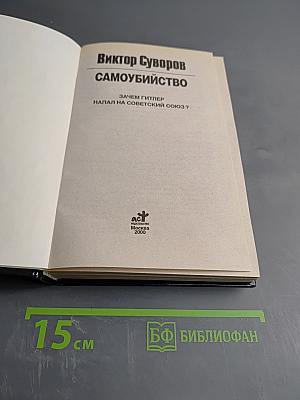 Виктор Суворов
САМОУБИЙСТВО
ЗАЧЕМ ГИТЛЕР
НАПАЛ НА СОВЕТСКИЙ СОЮЗ?
аст
Москва
2000
15 см
БФ БИБЛИОФАН